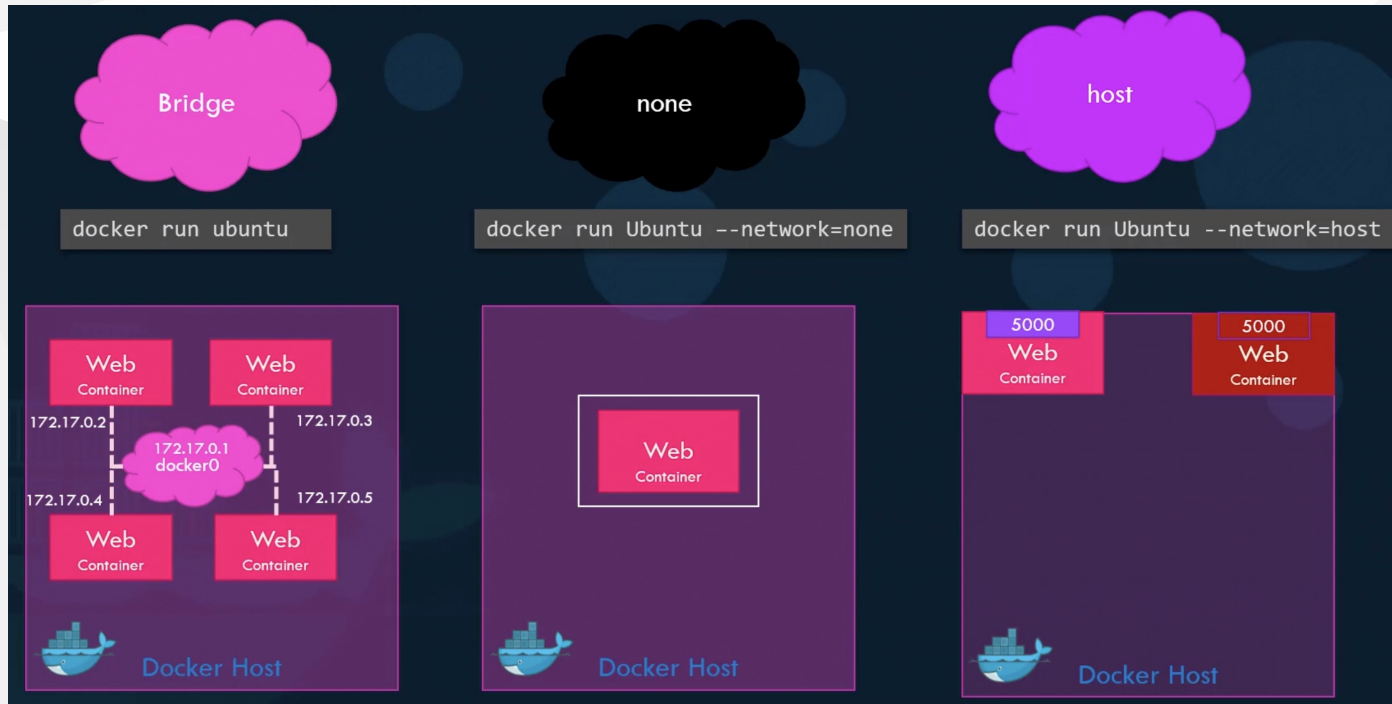 Bridge
none
host
docker run ubuntu
docker run Ubuntu –-network=none
docker run Ubuntu --network=host
Web
Container
Web
Container
172.17.0.2
172.17.0.3
172.17.0.1
docker0
172.17.0.4
172.17.0.5
Web
Container
Web
Container
Docker Host
Web
Container
Docker Host
5000
Web
Container
5000
Web
Container
Docker Host